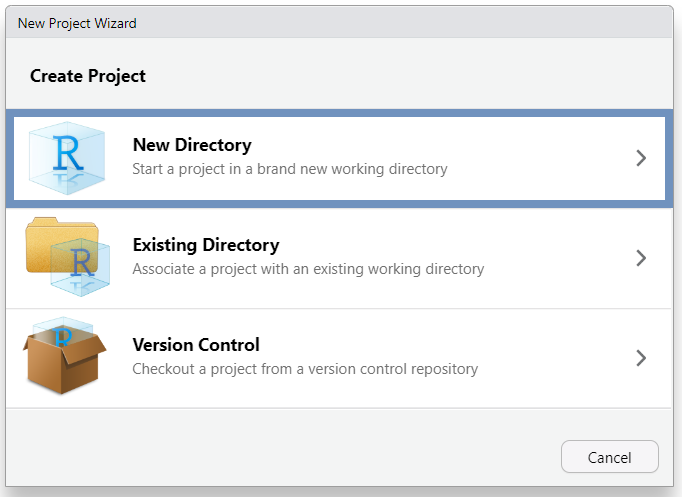 New Project Wizard
Create Project
R
New Directory
Start a project in a brand new working directory
R
Existing Directory
Associate a project with an existing working directory
R
Version Control
Checkout a project from a version control repository
Cancel